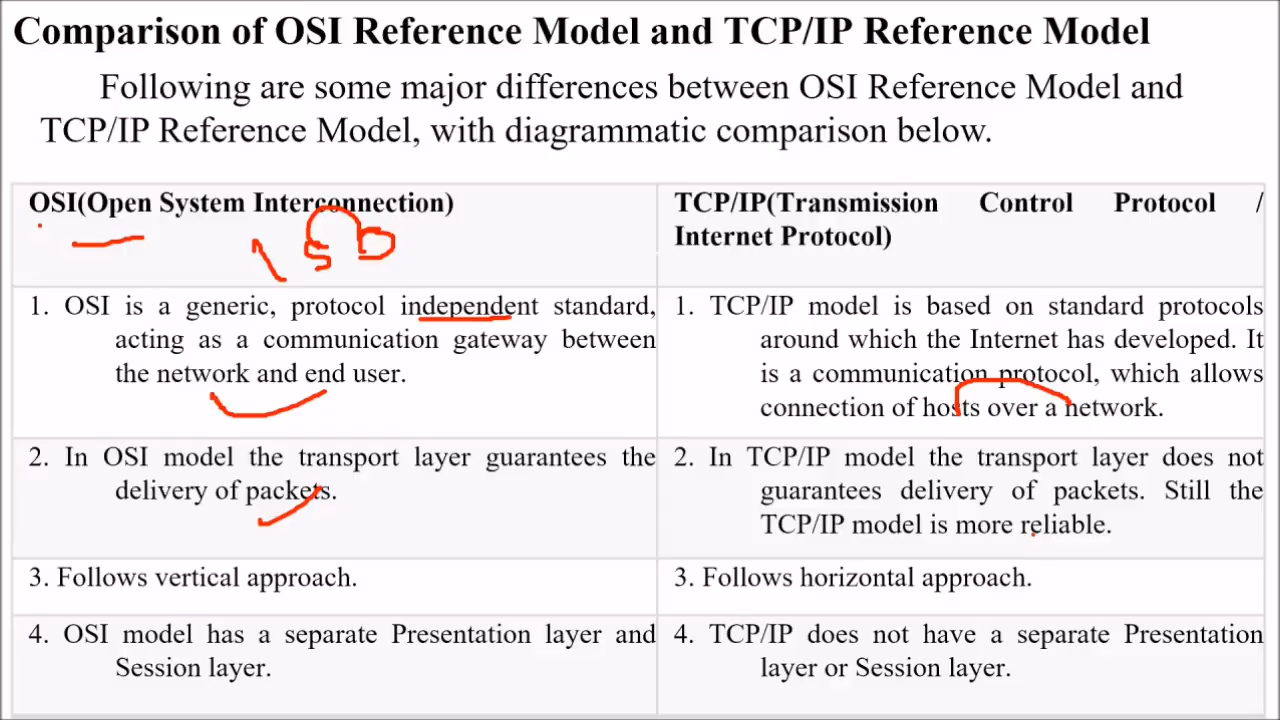 Comparison of OSI Reference Model and TCP/IP Reference Model
Following are some major differences between OSI Reference Model and
TCP/IP Reference Model, with diagrammatic comparison below.
OSI(Open System Interconnection)
ISO
TCP/IP(Transmission Control Protocol /
Internet Protocol)
1. OSI is a generic, protocol independent standard,
acting as a communication gateway between
the network and end user.
1. TCP/IP model is based on standard protocols
around which the Internet has developed. It
is a communication protocol, which allows
connection of hosts over a network.
2. In OSI model the transport layer guarantees the
delivery of packets.
2. In TCP/IP model the transport layer does not
guarantees delivery of packets. Still the
TCP/IP model is more reliable.
3. Follows vertical approach.
3. Follows horizontal approach.
4. OSI model has a separate Presentation layer and
Session layer.
4. TCP/IP does not have a separate Presentation
layer or Session layer.